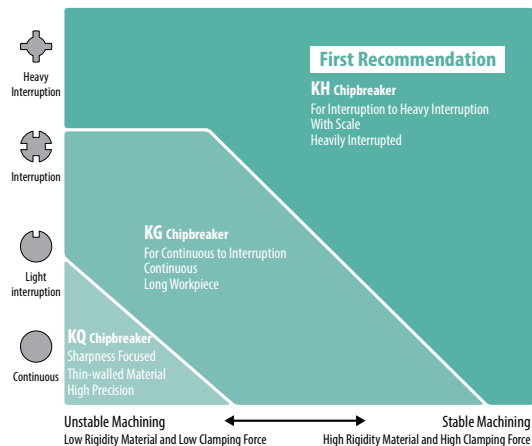 First Recommendation
KH Chipbreaker
For Interruption to Heavy Interruption
With Scale
Heavily Interrupted
Heavy
Interruption
Interruption
KG Chipbreaker
For Continuous to Interruption
Continuous
Long Workpiece
Light
interruption
KQ Chipbreaker
Sharpness Focused
Thin-walled Material
High Precision
Continuous
Unstable Machining
Low Rigidity Material and Low Clamping Force
Stable Machining
High Rigidity Material and High Clamping Force